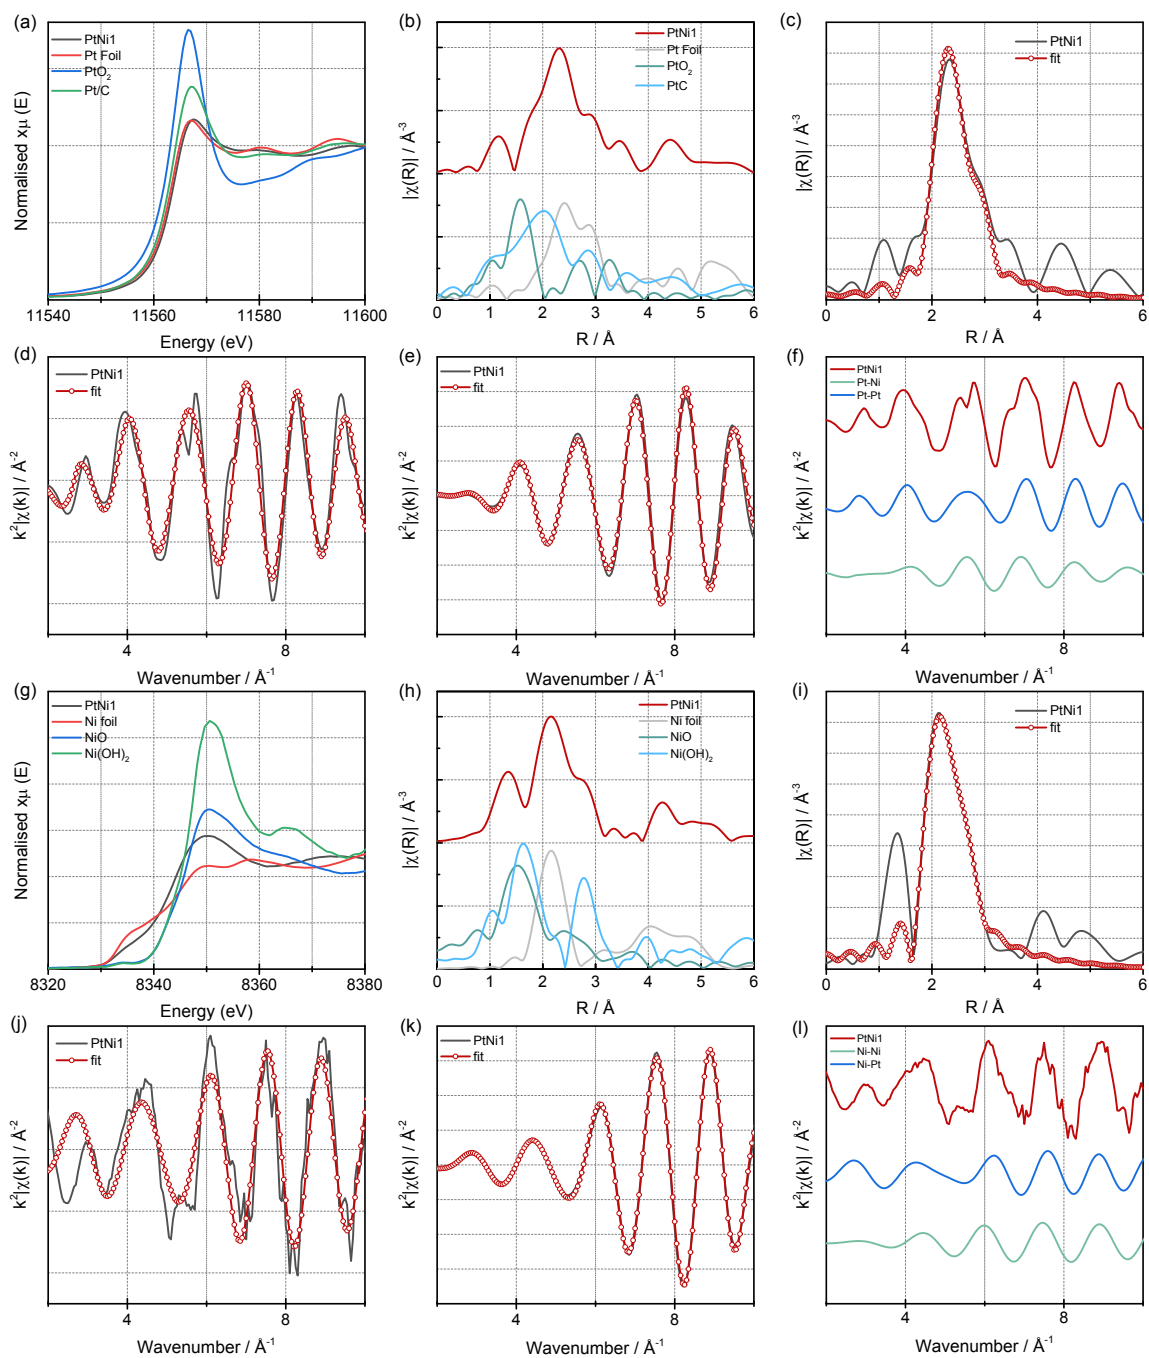 (a)
PtNi1
Pt Foil
PtO2
Pt/C
Normalised xμ (E)
11540 11560 11580 11600
Energy (eV)
(b)
PtNi1
Pt Foil
PtO2
PtC
|χ(R)| / Å-3
0 1 2 3 4 5 6
R / Å
(c)
PtNi1
fit
|χ(R)| / Å-3
0 2 4 6
R / Å
(d)
PtNi1
fit
k2|χ(k)| / Å-2
4 8
Wavenumber / Å-1
(e)
PtNi1
fit
k2|χ(k)| / Å-2
4 8
Wavenumber / Å-1
(f)
PtNi1
Pt-Ni
Pt-Pt
k2|χ(k)| / Å-2
4 8
Wavenumber / Å-1
(g)
PtNi1
Ni foil
NiO
Ni(OH)2
Normalised xμ (E)
8320 8340 8360 8380
Energy (eV)
(h)
PtNi1
Ni foil
NiO
Ni(OH)2
|χ(R)| / Å-3
0 1 2 3 4 5 6
R / Å
(i)
PtNi1
fit
|χ(R)| / Å-3
0 2 4 6
R / Å
(j)
PtNi1
fit
k2|χ(k)| / Å-2
4 8
Wavenumber / Å-1
(k)
PtNi1
fit
k2|χ(k)| / Å-2
4 8
Wavenumber / Å-1
(l)
PtNi1
Ni-Ni
Ni-Pt
k2|χ(k)| / Å-2
4 8
Wavenumber / Å-1